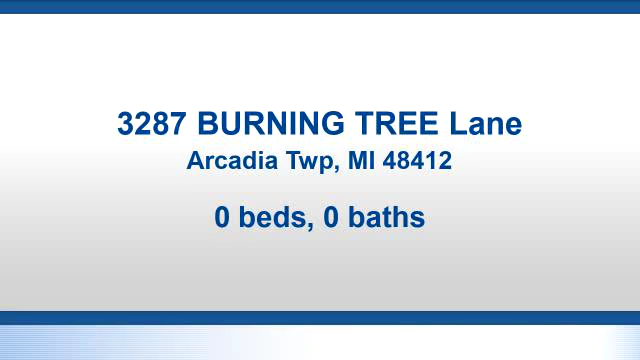 3287 BURNING TREE Lane
Arcadia Twp, MI 48412
0 beds, 0 baths